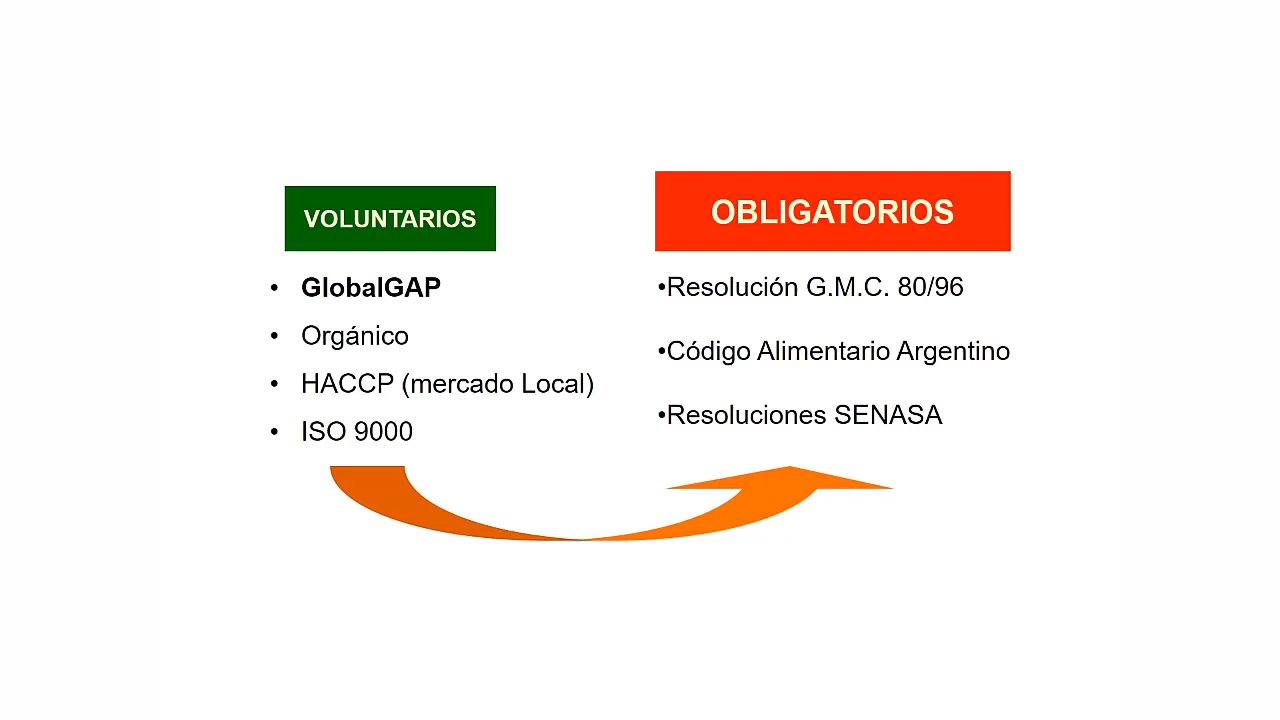 VOLUNTARIOS
• GlobalGAP
• Orgánico
• HACCP (mercado Local)
• ISO 9000
OBLIGATORIOS
•Resolución G.M.C. 80/96
•Código Alimentario Argentino
•Resoluciones SENASA